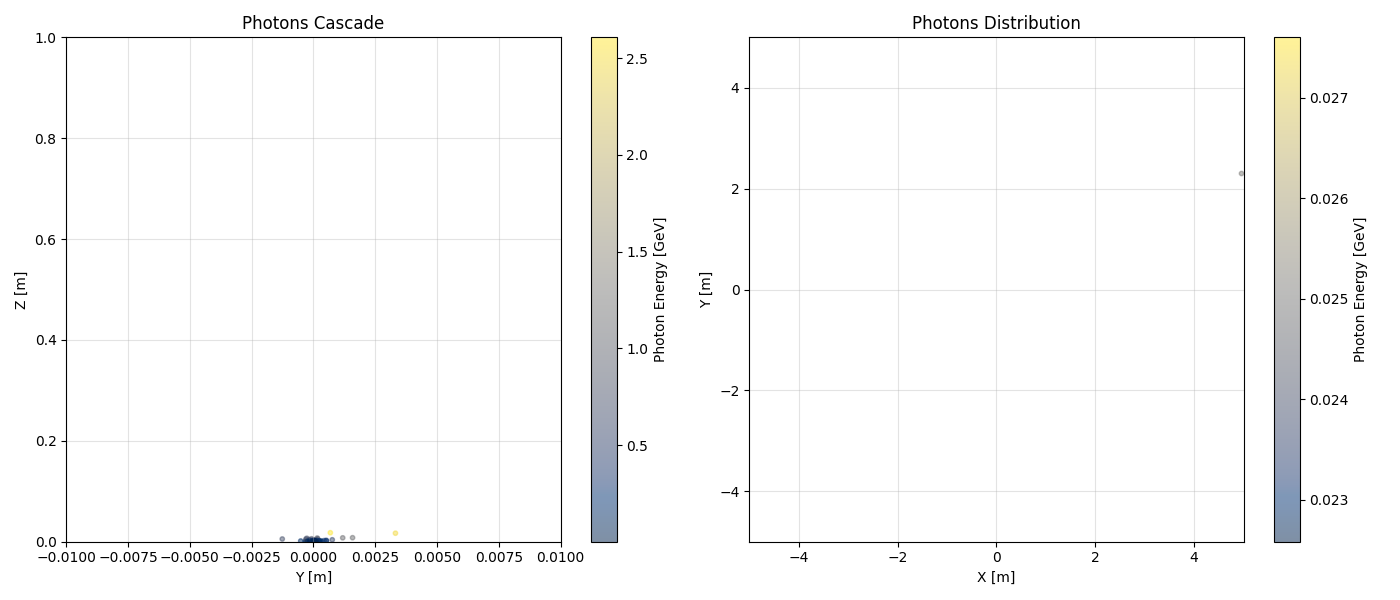 Photons Cascade
Z [m]
1.0
0.8
0.6
0.4
0.2
0.0
−0.0100 −0.0075 −0.0050 −0.0025 0.0000 0.0025 0.0050 0.0075 0.0100
Y [m]
2.5
2.0
1.5
1.0
0.5
Photon Energy [GeV]
Photons Distribution
Y [m]
4
2
0
−2
−4
−4 −2 0 2 4
X [m]
0.027
0.026
0.025
0.024
0.023
Photon Energy [GeV]